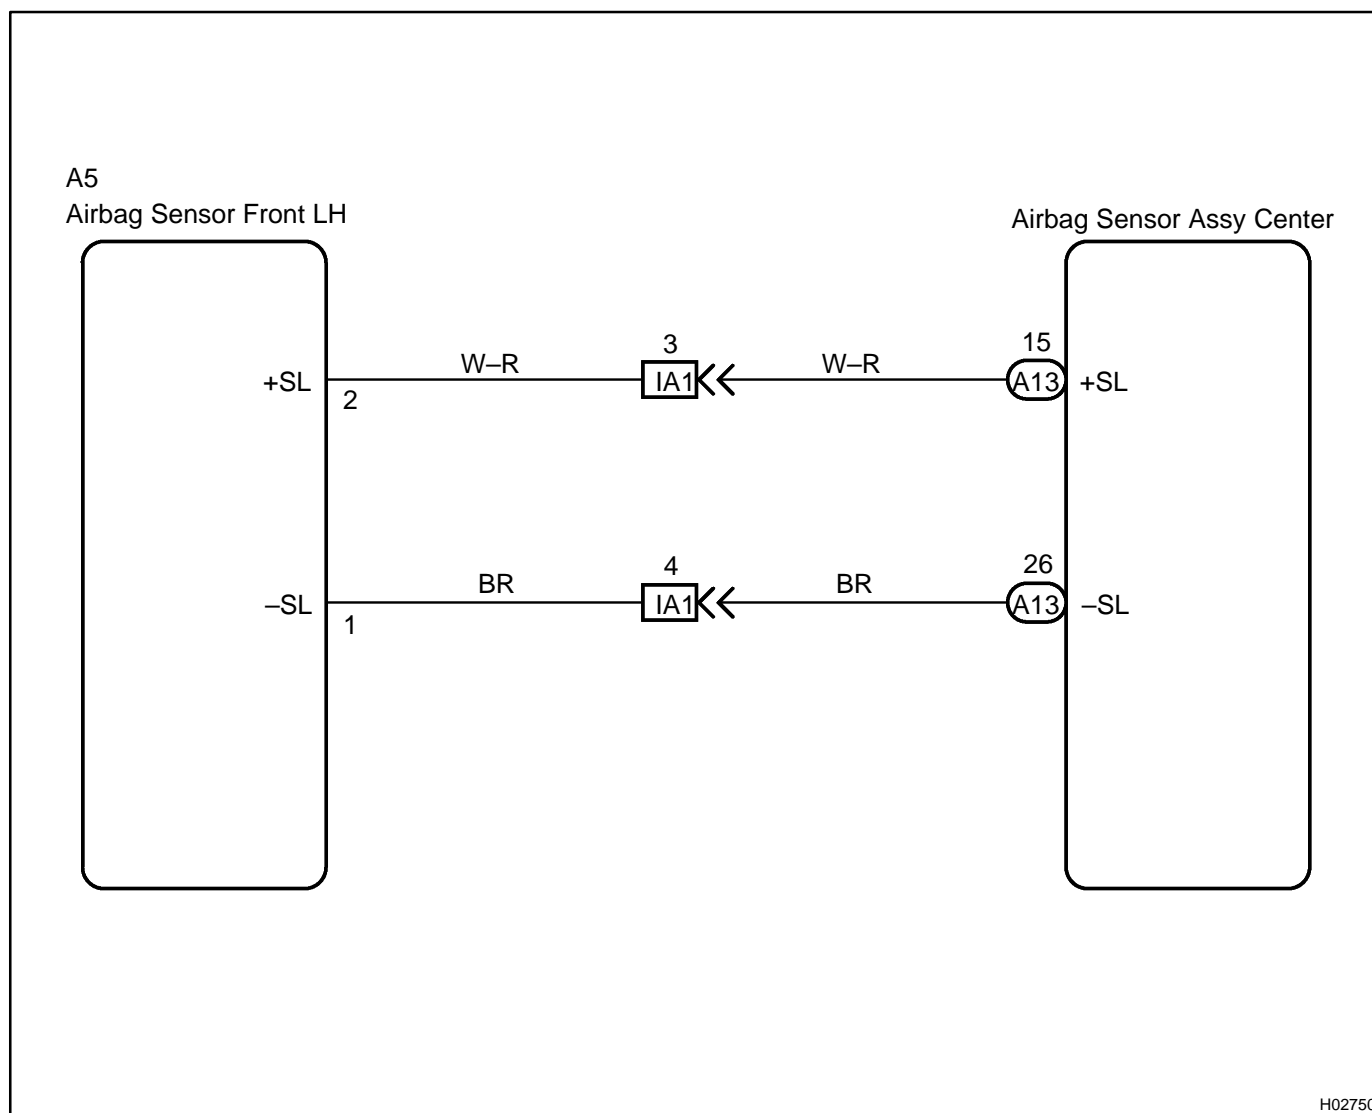 A5
Airbag Sensor Front LH
Airbag Sensor Assy Center
3
15
W–R
W–R
+SL
2
IA1
A13
+SL
4
26
BR
BR
–SL
1
IA1
A13
–SL
H02750